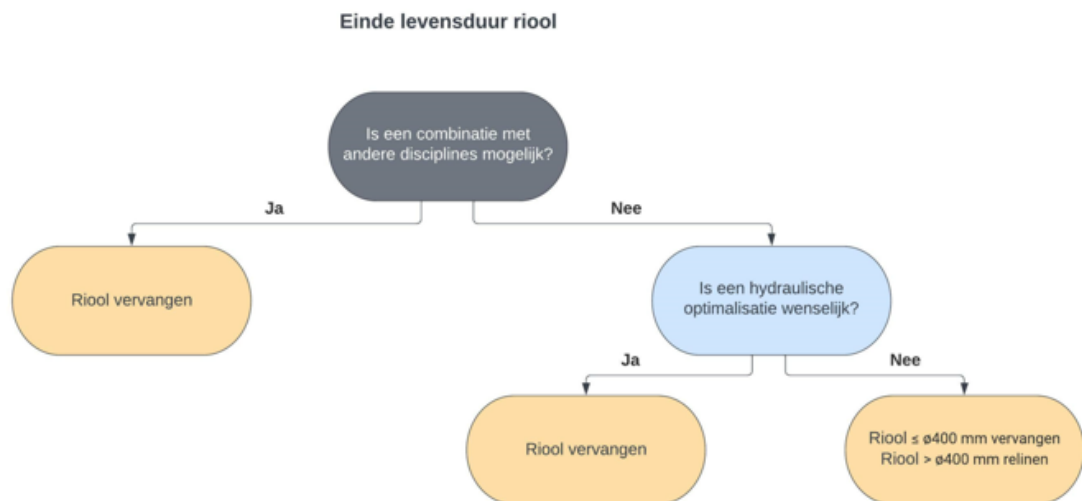 Einde levensduur riool
Is een combinatie met
andere disciplines mogelijk?
Ja
Nee
Riool vervangen
Is een hydraulische
optimalisatie wenselijk?
Ja
Nee
Riool vervangen
Riool ≤ ø400 mm vervangen
Riool > ø400 mm relinen